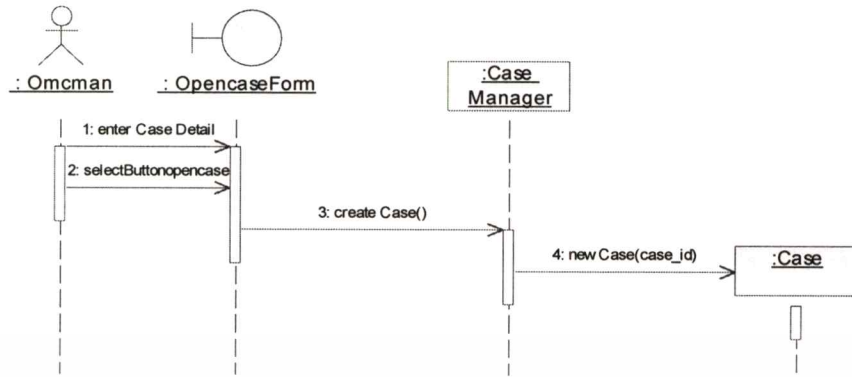 : Omcman
: OpencaseForm
:Case
Manager
1: enter Case Detail
2: selectButtonopencase
3: create Case()
4: new Case(case_id)
:Case